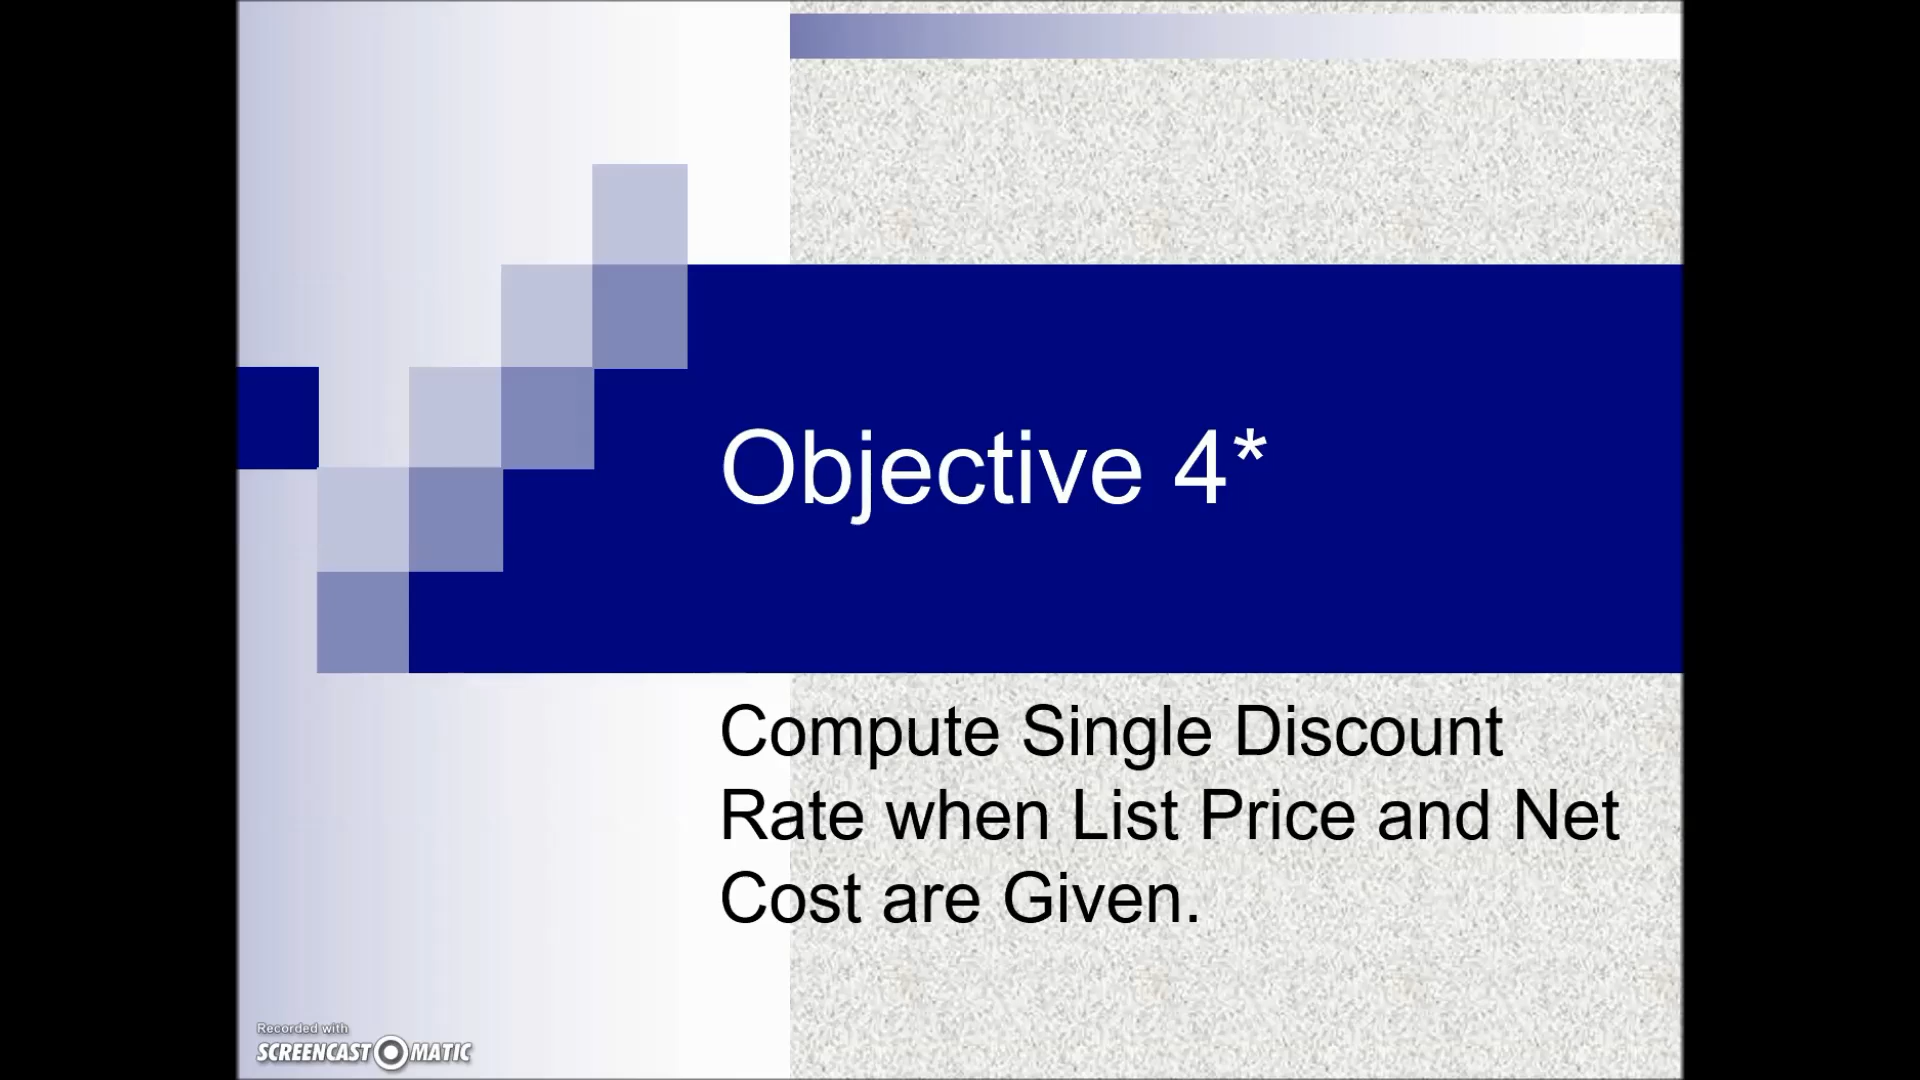 Objective 4*
Compute Single Discount
Rate when List Price and Net
Cost are Given.
Recorded with
SCREENCAST MATIC